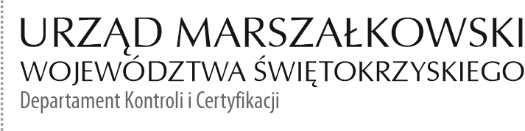 URZĄD MARSZAŁKOWSKI
WOJEWÓDZTWA ŚWIĘTOKRZYSKIEGO
Departament Kontroli i Certyfikacji